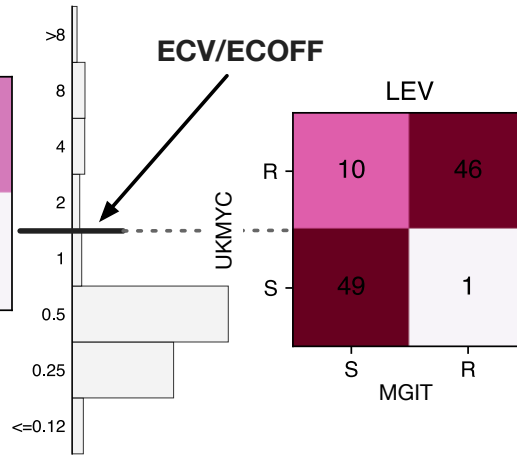 >8
ECV/ECOFF
8
LEV
4
R
10
46
2
UKMYC
1
S
49
1
0.5
0.25
S
R
MGIT
<=0.12